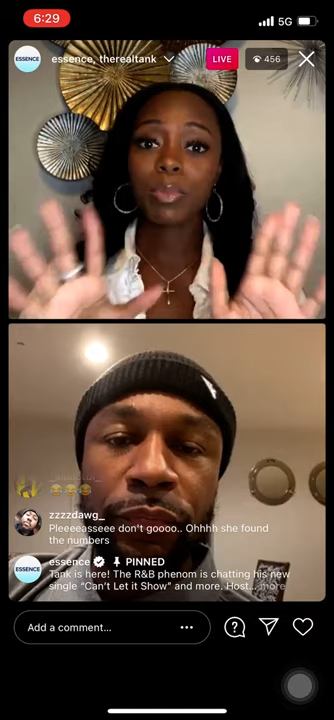 6:29
5G
ESSENCE
essence, therealtank
LIVE
456
zzzzdawg_
Pleeeeasseee don't goooo.. Ohhhh she found
the numbers
ESSENCE
essence PINNED
Tank is here! The R&B phenom is chatting his new
single "Can't Let it Show" and more. Host... more
Add a comment...